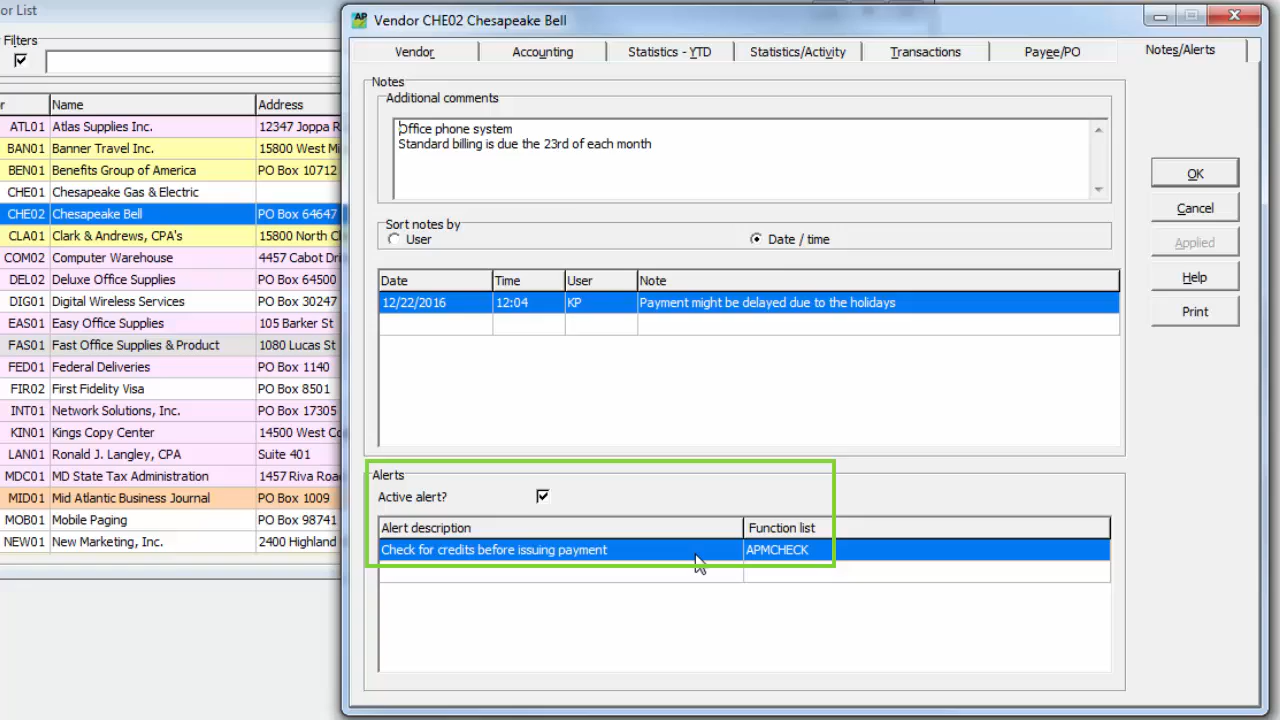 or List
Filters
or Name Address
ATL01 Atlas Supplies Inc. 12347 Joppa R
BAN01 Banner Travel Inc. 15800 West Mi
BEN01 Benefits Group of America PO Box 10712
CHE01 Chesapeake Gas & Electric
CHE02 Chesapeake Bell PO Box 64647
CLA01 Clark & Andrews, CPA's 15800 North C
COM02 Computer Warehouse 4457 Cabot Dri
DEL02 Deluxe Office Supplies PO Box 64500
DIG01 Digital Wireless Services PO Box 30247
EAS01 Easy Office Supplies 105 Barker St
FAS01 Fast Office Supplies & Product 1080 Lucas St
FED01 Federal Deliveries PO Box 1140
FIR02 First Fidelity Visa PO Box 8501
INT01 Network Solutions, Inc. PO Box 17305
KIN01 Kings Copy Center 14500 West Co
LAN01 Ronald J. Langley, CPA Suite 401
MDC01 MD State Tax Administration 1457 Riva Road
MID01 Mid Atlantic Business Journal PO Box 1009
MOB01 Mobile Paging PO Box 98741
NEW01 New Marketing, Inc. 2400 Highland
AP Vendor CHE02 Chesapeake Bell
Vendor Accounting Statistics - YTD Statistics/Activity Transactions Payee/PO Notes/Alerts
Notes
Additional comments
Office phone system
Standard billing is due the 23rd of each month
Sort notes by
User Date / time
Date Time User Note
12/22/2016 12:04 KP Payment might be delayed due to the holidays
Alerts
Active alert?
Alert description Function list
Check for credits before issuing payment APMCHECK
OK
Cancel
Applied
Help
Print